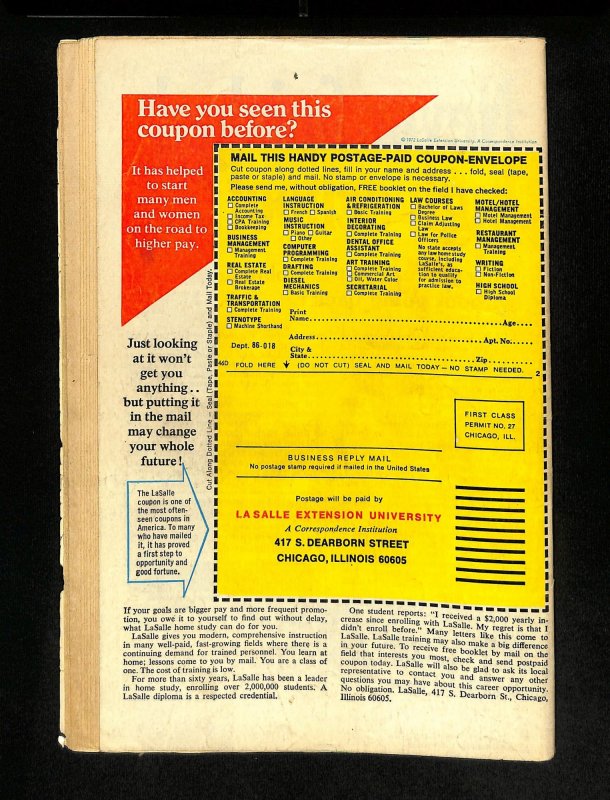 Have you seen this
coupon before?
© 1972 LaSalle Extension University, A Correspondence Institution
It has helped
to start
many men
and women
on the road to
higher pay.
Just looking
at it won't
get you
anything..
but putting it
in the mail
may change
your whole
future!
The LaSalle
coupon is one of
the most often-
seen coupons in
America. To many
who have mailed
it, it has proved
a first step to
opportunity and
good fortune.
Cut Along Dotted Line — Seal (Tape, Paste or Staple) and Mail Today.
MAIL THIS HANDY POSTAGE-PAID COUPON-ENVELOPE
Cut coupon along dotted lines, fill in your name and address . . . fold, seal (tape,
paste or staple) and mail. No stamp or envelope is necessary.
Please send me, without obligation, FREE booklet on the field I have checked:
ACCOUNTING
Complete
Accounting
Income Tax
CPA Training
Bookkeeping
BUSINESS
MANAGEMENT
Management
Training
REAL ESTATE
Complete Real
Estate
Real Estate
Brokerage
TRAFFIC &
TRANSPORTATION
Complete Training
STENOTYPE
Machine Shorthand
LANGUAGE
INSTRUCTION
French Spanish
MUSIC
INSTRUCTION
Piano Guitar
Other
COMPUTER
PROGRAMMING
Complete Training
DRAFTING
Complete Training
DIESEL
MECHANICS
Basic Training
AIR CONDITIONING
& REFRIGERATION
Basic Training
INTERIOR
DECORATING
Complete Training
DENTAL OFFICE
ASSISTANT
Complete Training
ART TRAINING
Complete Training
Commercial Art
Oil, Water Color
SECRETARIAL
Complete Training
LAW COURSES
Bachelor of Laws
Degree
Business Law
Claim Adjusting
Law
Law for Police
Officers
No state accepts
any law home study
course, including
LaSalle's, as
sufficient educa-
tion to qualify
for admission to
practice law.
MOTEL/HOTEL
MANAGEMENT
Motel Management
Hotel Management
RESTAURANT
MANAGEMENT
Management
Training
WRITING
Fiction
Non-Fiction
HIGH SCHOOL
High School
Diploma
Print
Name Age
Address Apt. No.
Dept. 86-018
City &
State Zip
46D FOLD HERE (DO NOT CUT) SEAL AND MAIL TODAY — NO STAMP NEEDED. 2
FIRST CLASS
PERMIT NO. 27
CHICAGO, ILL.
BUSINESS REPLY MAIL
No postage stamp required if mailed in the United States
Postage will be paid by
LA SALLE EXTENSION UNIVERSITY
A Correspondence Institution
417 S. DEARBORN STREET
CHICAGO, ILLINOIS 60605
If your goals are bigger pay and more frequent promo-
tion, you owe it to yourself to find out without delay,
what LaSalle home study can do for you.
LaSalle gives you modern, comprehensive instruction
in many well-paid, fast-growing fields where there is a
continuing demand for trained personnel. You learn at
home; lessons come to you by mail. You are a class of
one. The cost of training is low.
For more than sixty years, LaSalle has been a leader
in home study, enrolling over 2,000,000 students. A
LaSalle diploma is a respected credential.
One student reports: "I received a $2,000 yearly in-
crease since enrolling with LaSalle. My regret is that I
didn't enroll before." Many letters like this come to
LaSalle. LaSalle training may also make a big difference
in your future. To receive free booklet by mail on the
field that interests you most, check and send postpaid
coupon today. LaSalle will also be glad to ask its local
representative to contact you and answer any other
questions you may have about this career opportunity.
No obligation. LaSalle, 417 S. Dearborn St., Chicago,
Illinois 60605.